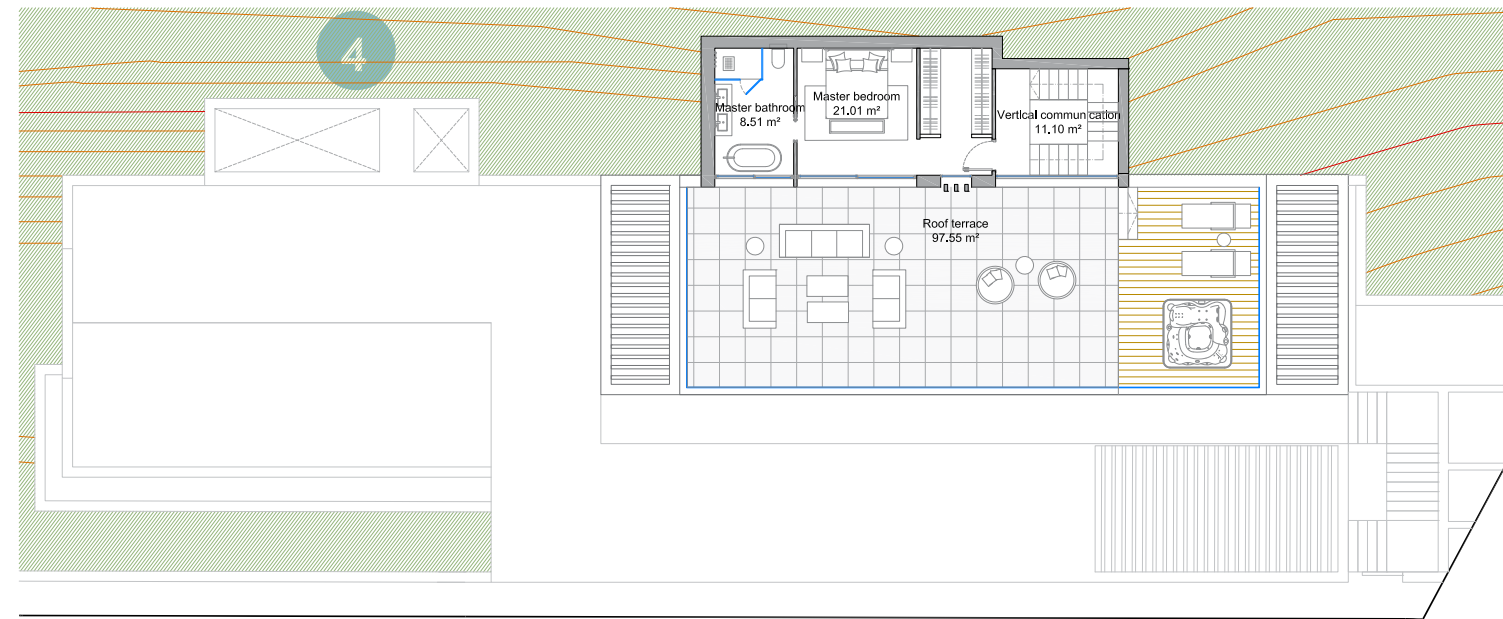 4
Master bathroom
8.51 m²
Master bedroom
21.01 m²
Vertical communication
11.10 m²
Roof terrace
97.55 m²